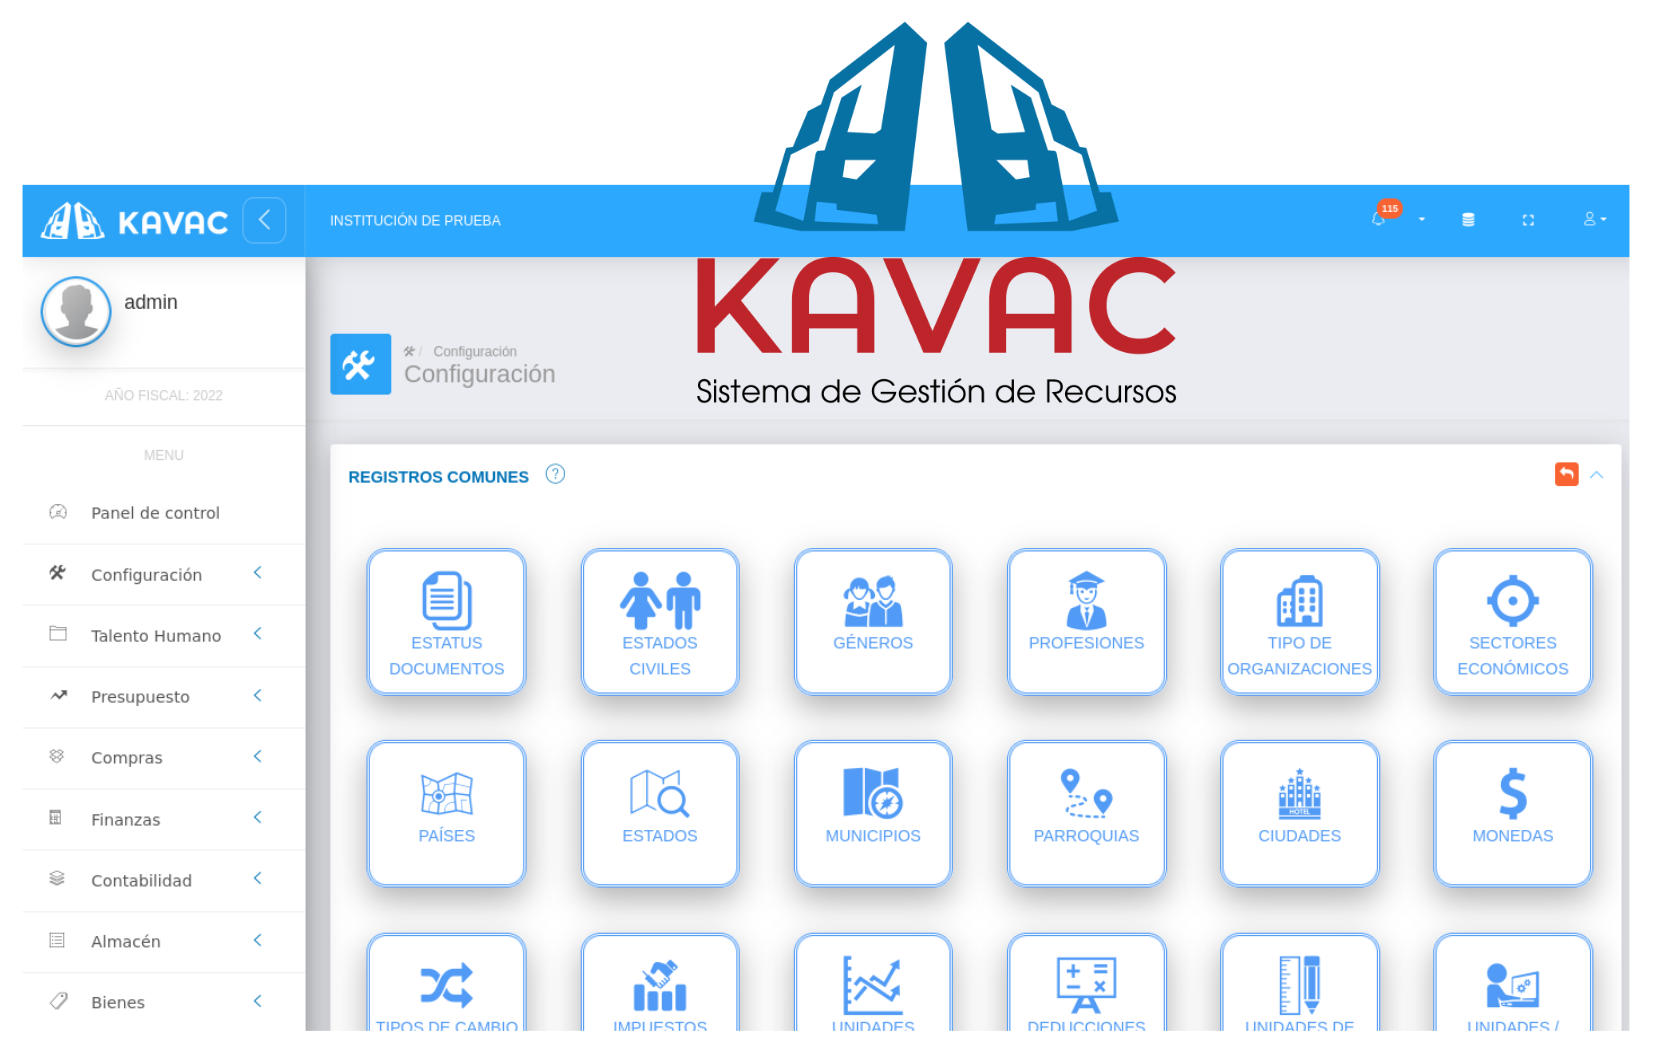 KAVAC
INSTITUCIÓN DE PRUEBA
115
KAVAC
Sistema de Gestión de Recursos
admin
AÑO FISCAL: 2022
MENU
Panel de control
Configuración
Talento Humano
Presupuesto
Compras
Finanzas
Contabilidad
Almacén
Bienes
/ Configuración
Configuración
REGISTROS COMUNES ?
ESTATUS
DOCUMENTOS
ESTADOS
CIVILES
GÉNEROS
PROFESIONES
TIPO DE
ORGANIZACIONES
SECTORES
ECONÓMICOS
PAÍSES
ESTADOS
MUNICIPIOS
PARROQUIAS
HOTEL
CIUDADES
MONEDAS
TIPOS DE CAMBIO
IMPUESTOS
UNIDADES
DEDUCCIONES
UNIDADES DE
UNIDADES /